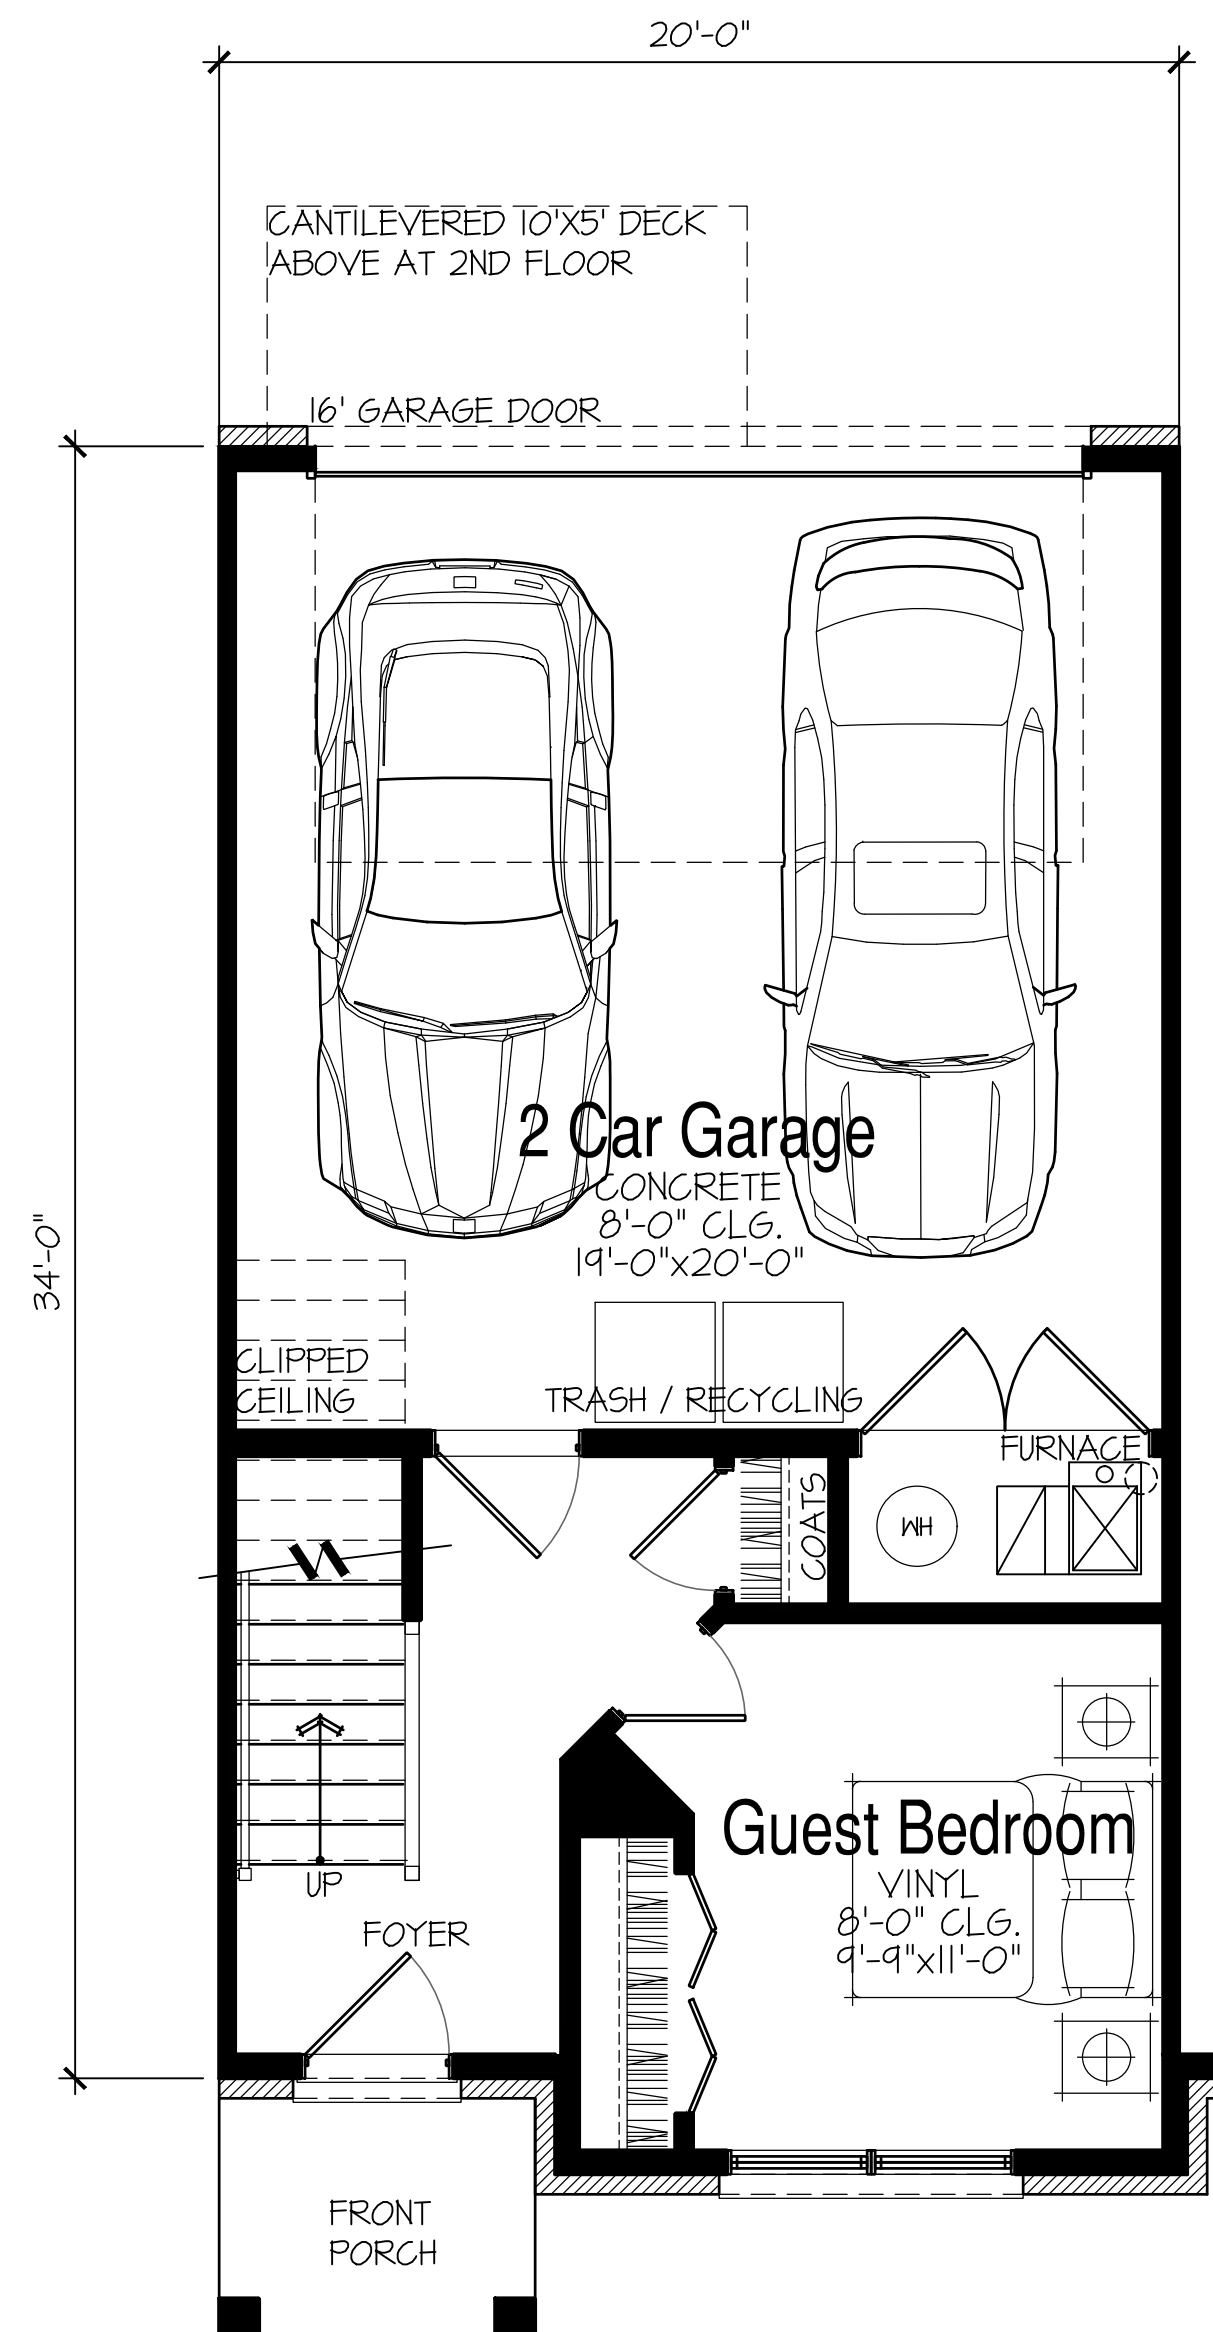 20'-0"
CANTILEVERED 10'X5' DECK
ABOVE AT 2ND FLOOR
16' GARAGE DOOR
2 Car Garage
CONCRETE
8'-0" CLG.
19'-0"x20'-0"
34'-0"
CLIPPED
CEILING
TRASH / RECYCLING
FURNACE
COATS
WH
Guest Bedroom
VINYL
8'-0" CLG.
9'-9"x11'-0"
UP
FOYER
FRONT
PORCH